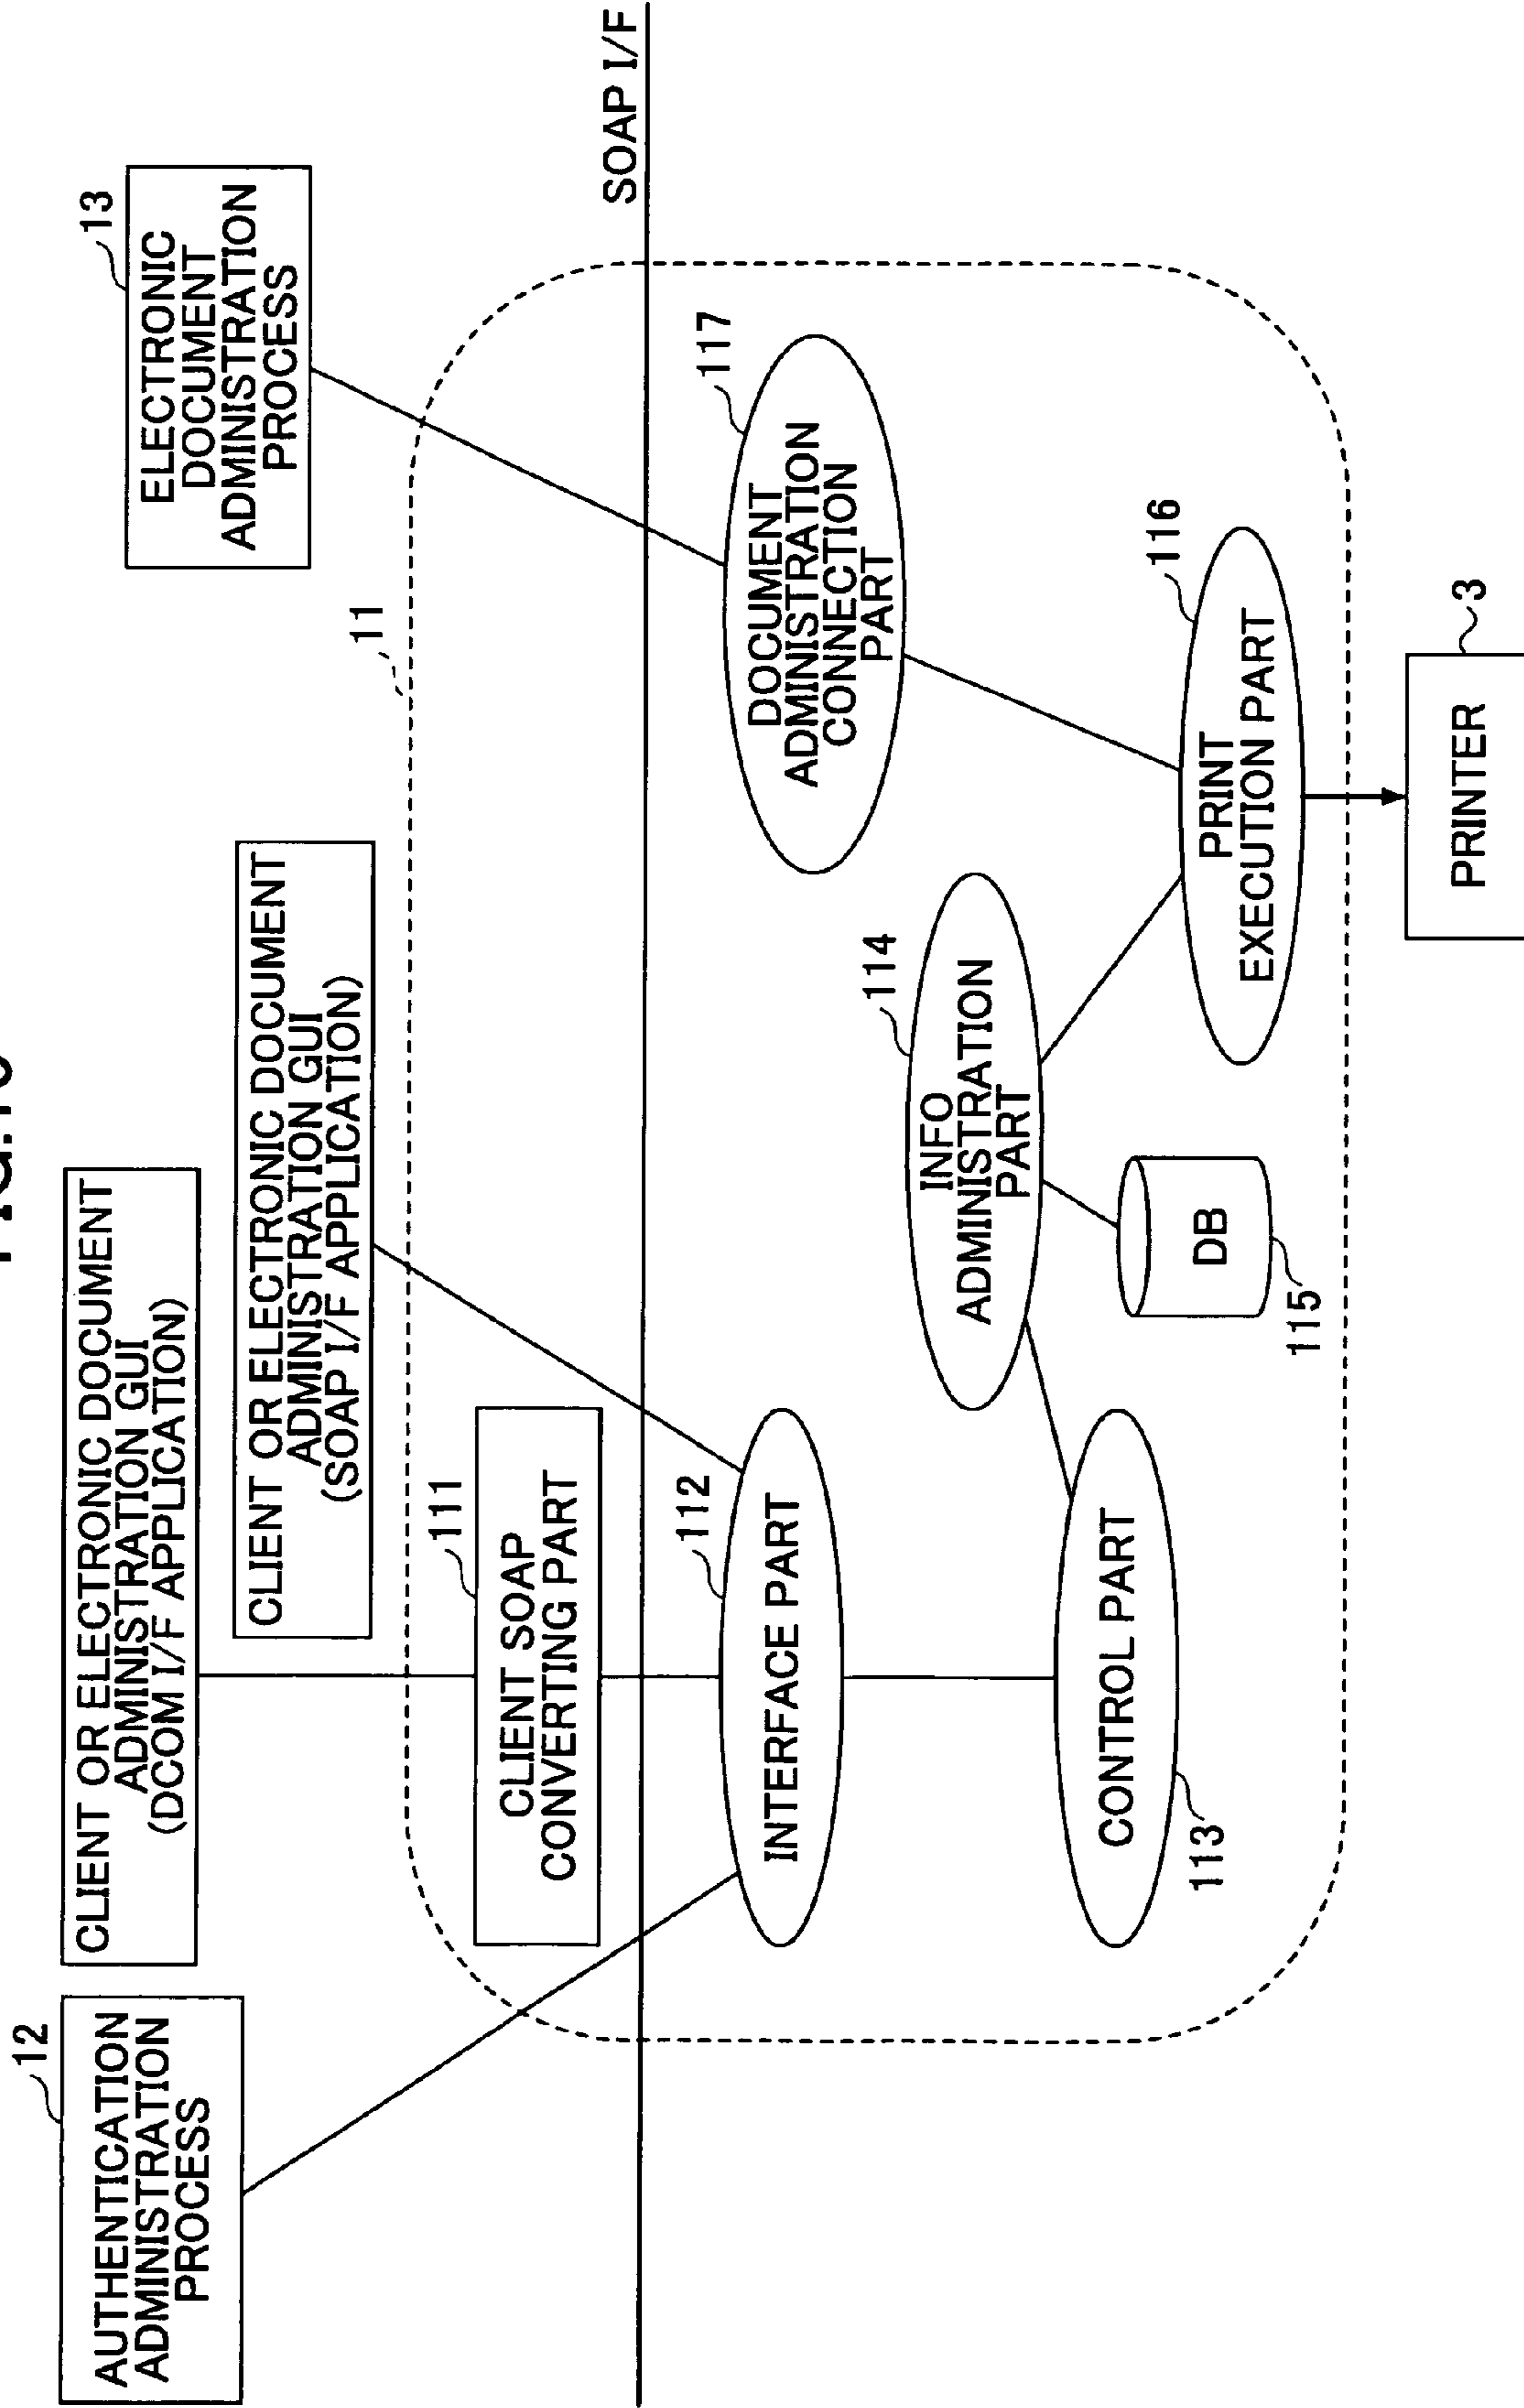 12
AUTHENTICATION
ADMINISTRATION
PROCESS
CLIENT OR ELECTRONIC DOCUMENT
ADMINISTRATION GUI
(DCOM I/F APPLICATION)
CLIENT OR ELECTRONIC DOCUMENT
ADMINISTRATION GUI
(SOAP I/F APPLICATION)
13
ELECTRONIC
DOCUMENT
ADMINISTRATION
PROCESS
11
111
CLIENT SOAP
CONVERTING PART
SOAP I/F
112
INTERFACE PART
117
DOCUMENT
ADMINISTRATION
CONNECTION
PART
114
INFO
ADMINISTRATION
PART
CONTROL PART
113
DB
115
116
PRINT
EXECUTION PART
PRINTER
3